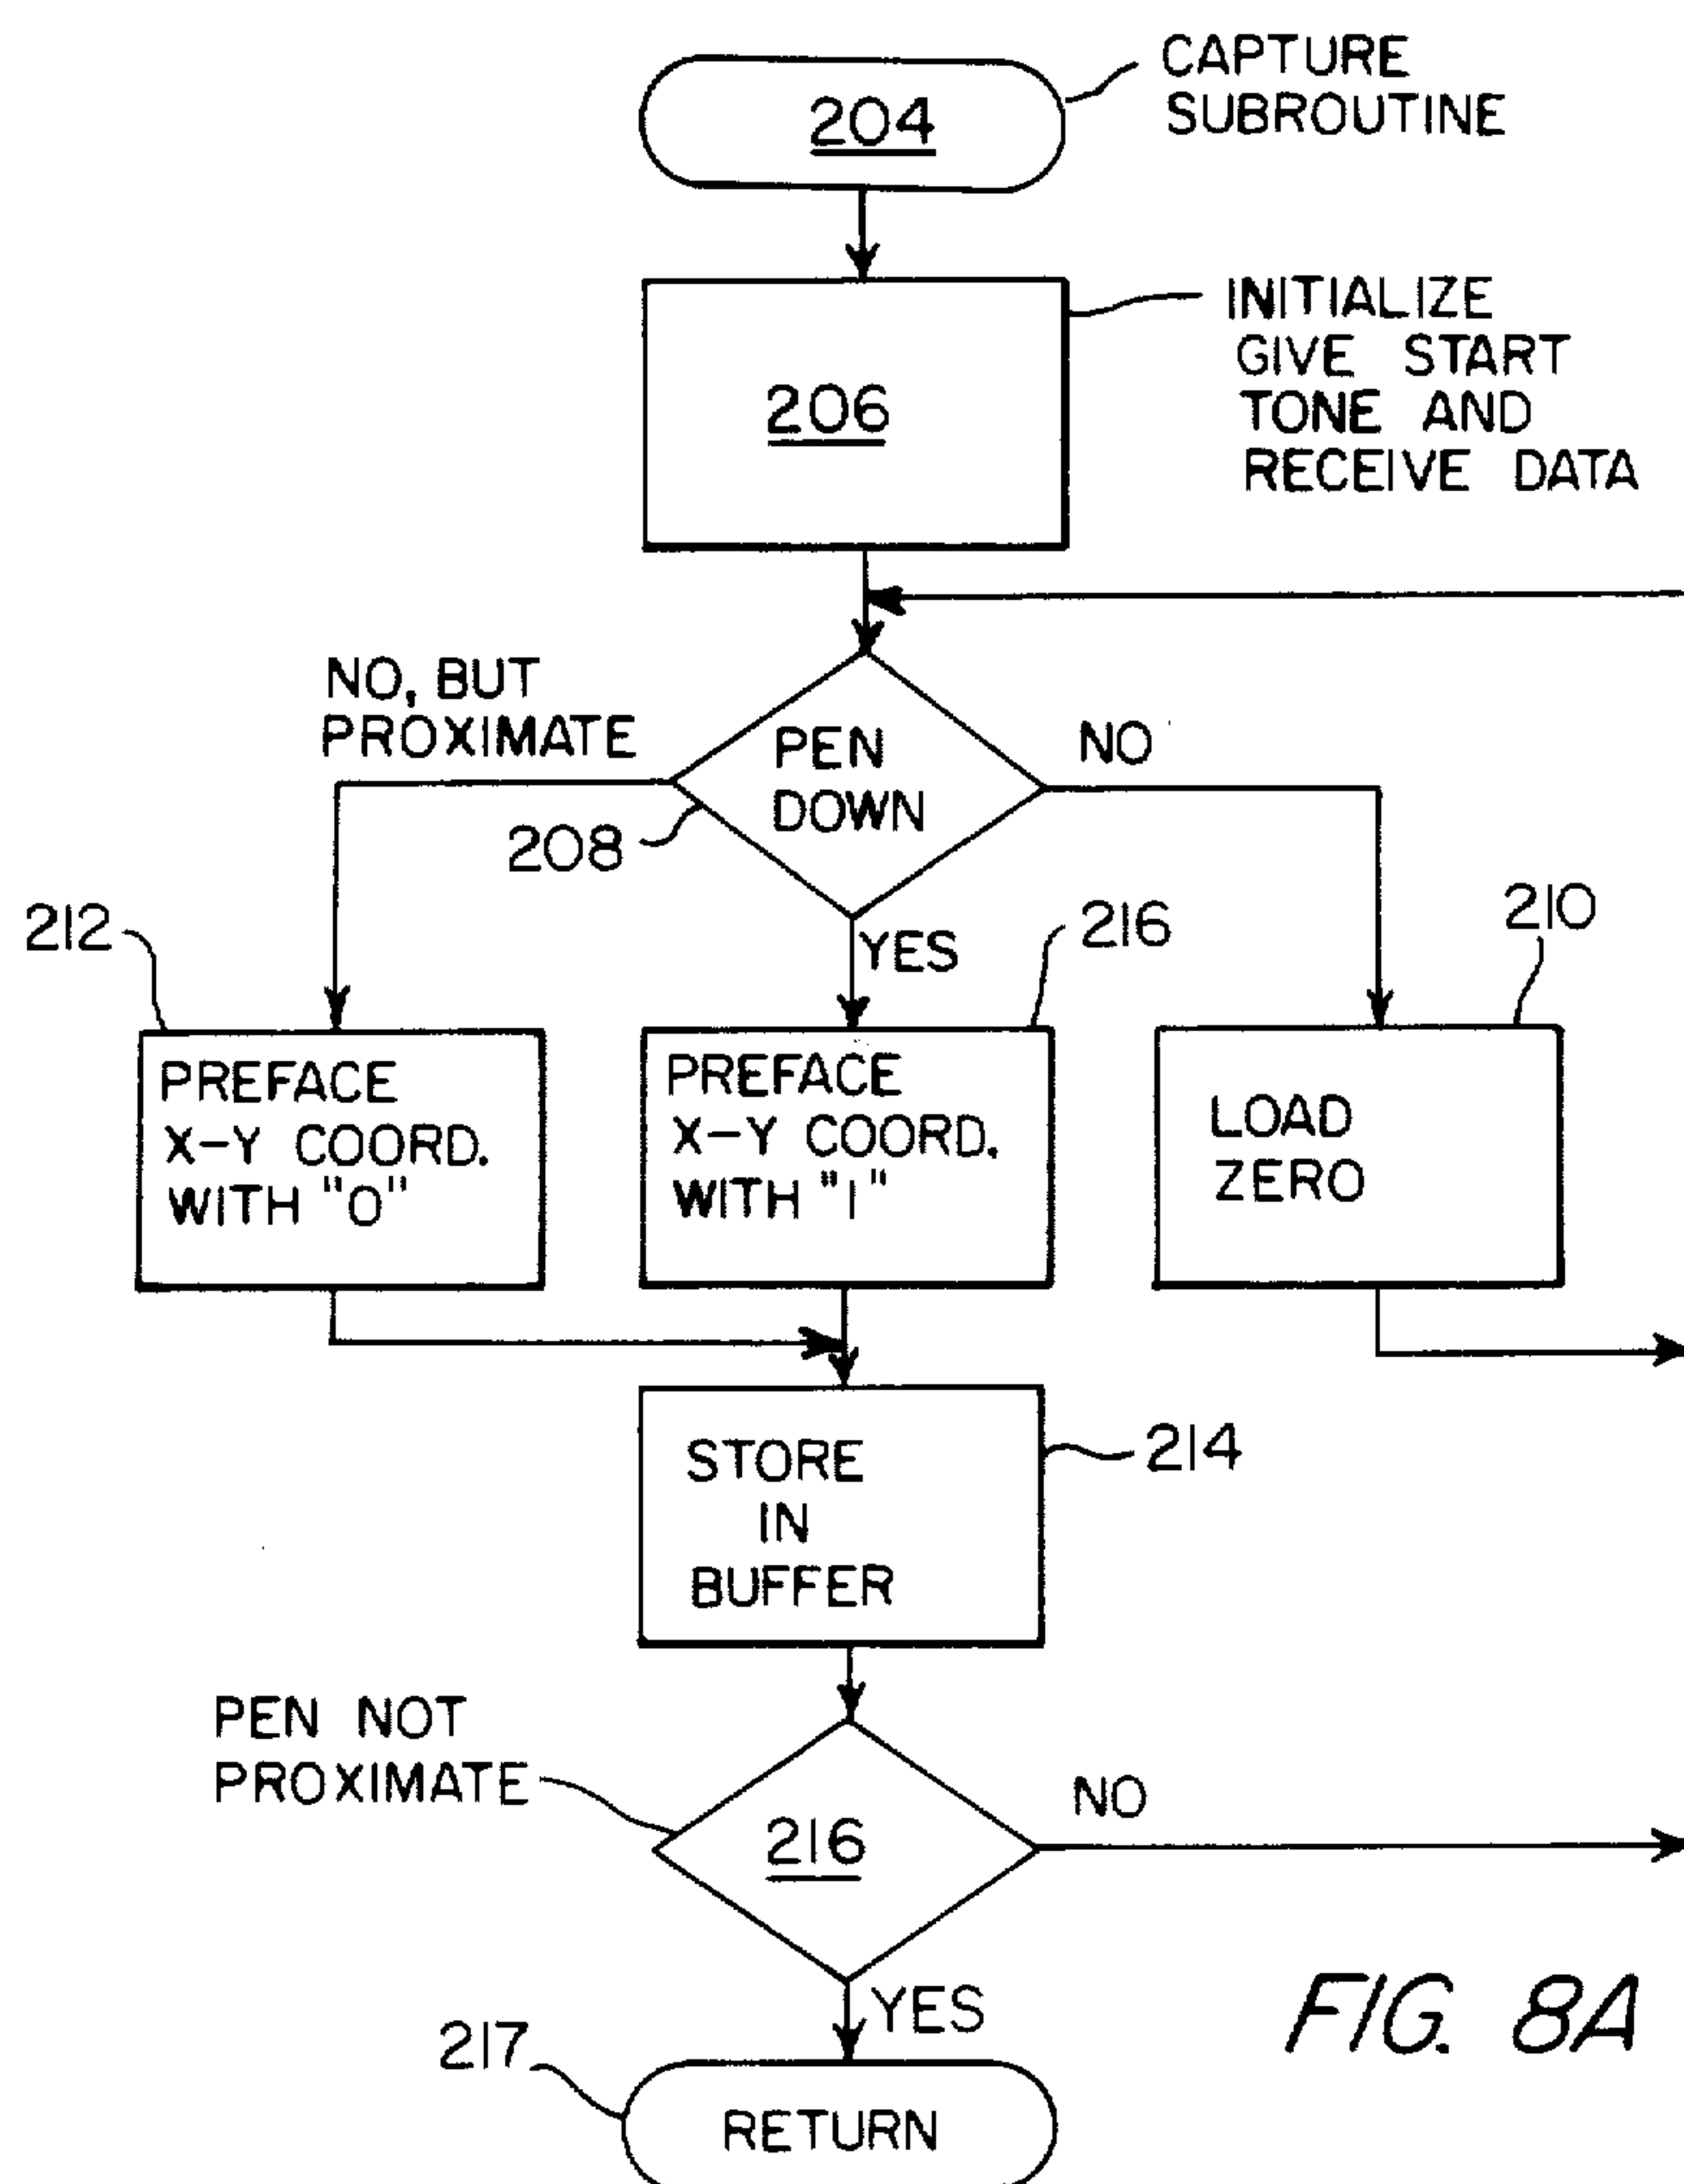 CAPTURE
SUBROUTINE
204
INITIALIZE
GIVE START
TONE AND
RECEIVE DATA
206
NO, BUT
PROXIMATE
PEN
DOWN
NO
208
YES
212
216
210
PREFACE
X-Y COORD.
WITH "0"
PREFACE
X-Y COORD.
WITH "1"
LOAD
ZERO
STORE
IN
BUFFER
214
PEN NOT
PROXIMATE
216
NO
YES
217
RETURN
FIG. 8A